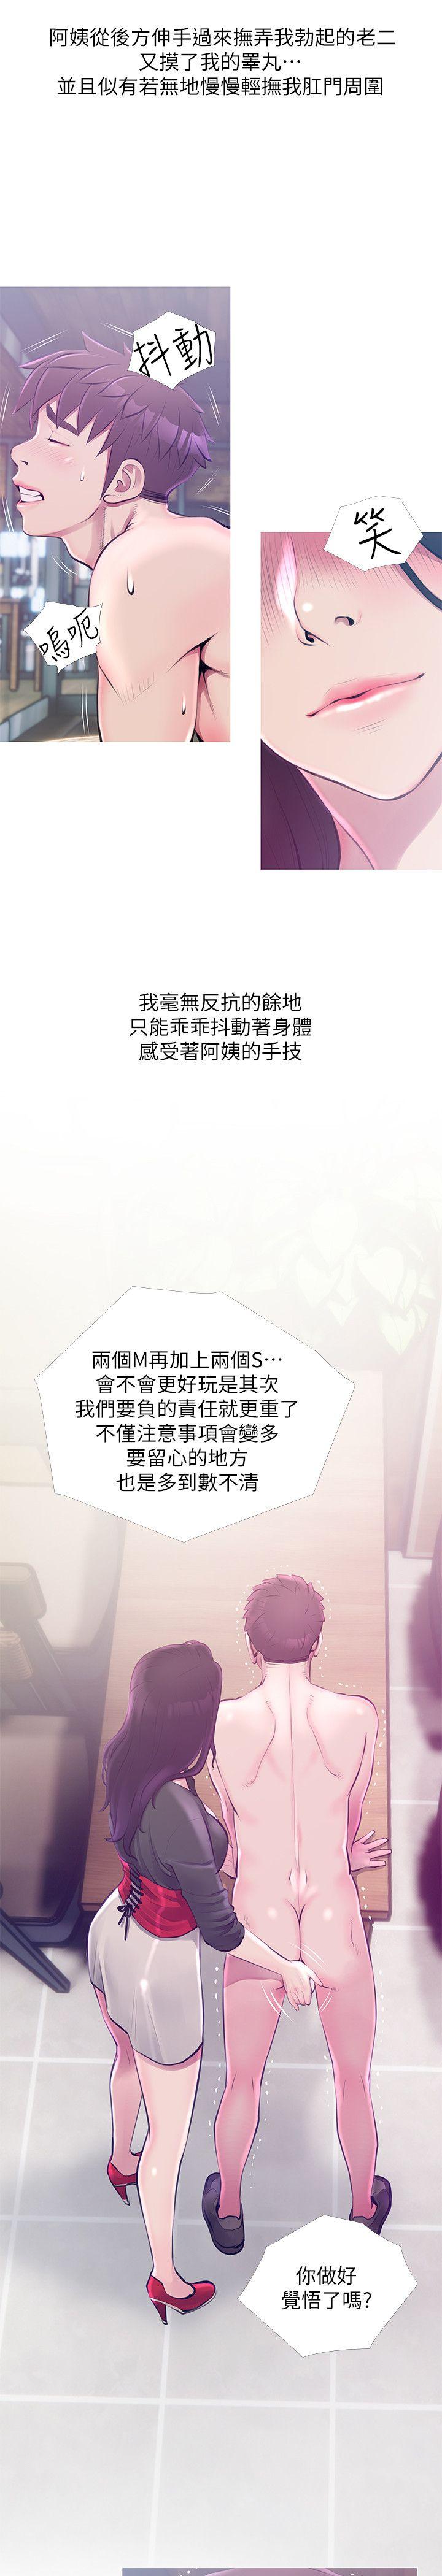 阿姨從後方伸手過來撫弄我勃起的老二
又摸了我的睪丸…
並且似有若無地慢慢輕撫我肛門周圍
抖動
嗚呃
笑
我毫無反抗的餘地
只能乖乖抖動著身體
感受著阿姨的手技
兩個M再加上兩個S…
會不會更好玩是其次
我們要負的責任就更重了
不僅注意事項會變多
要留心的地方
也是多到數不清
你做好
覺悟了嗎?